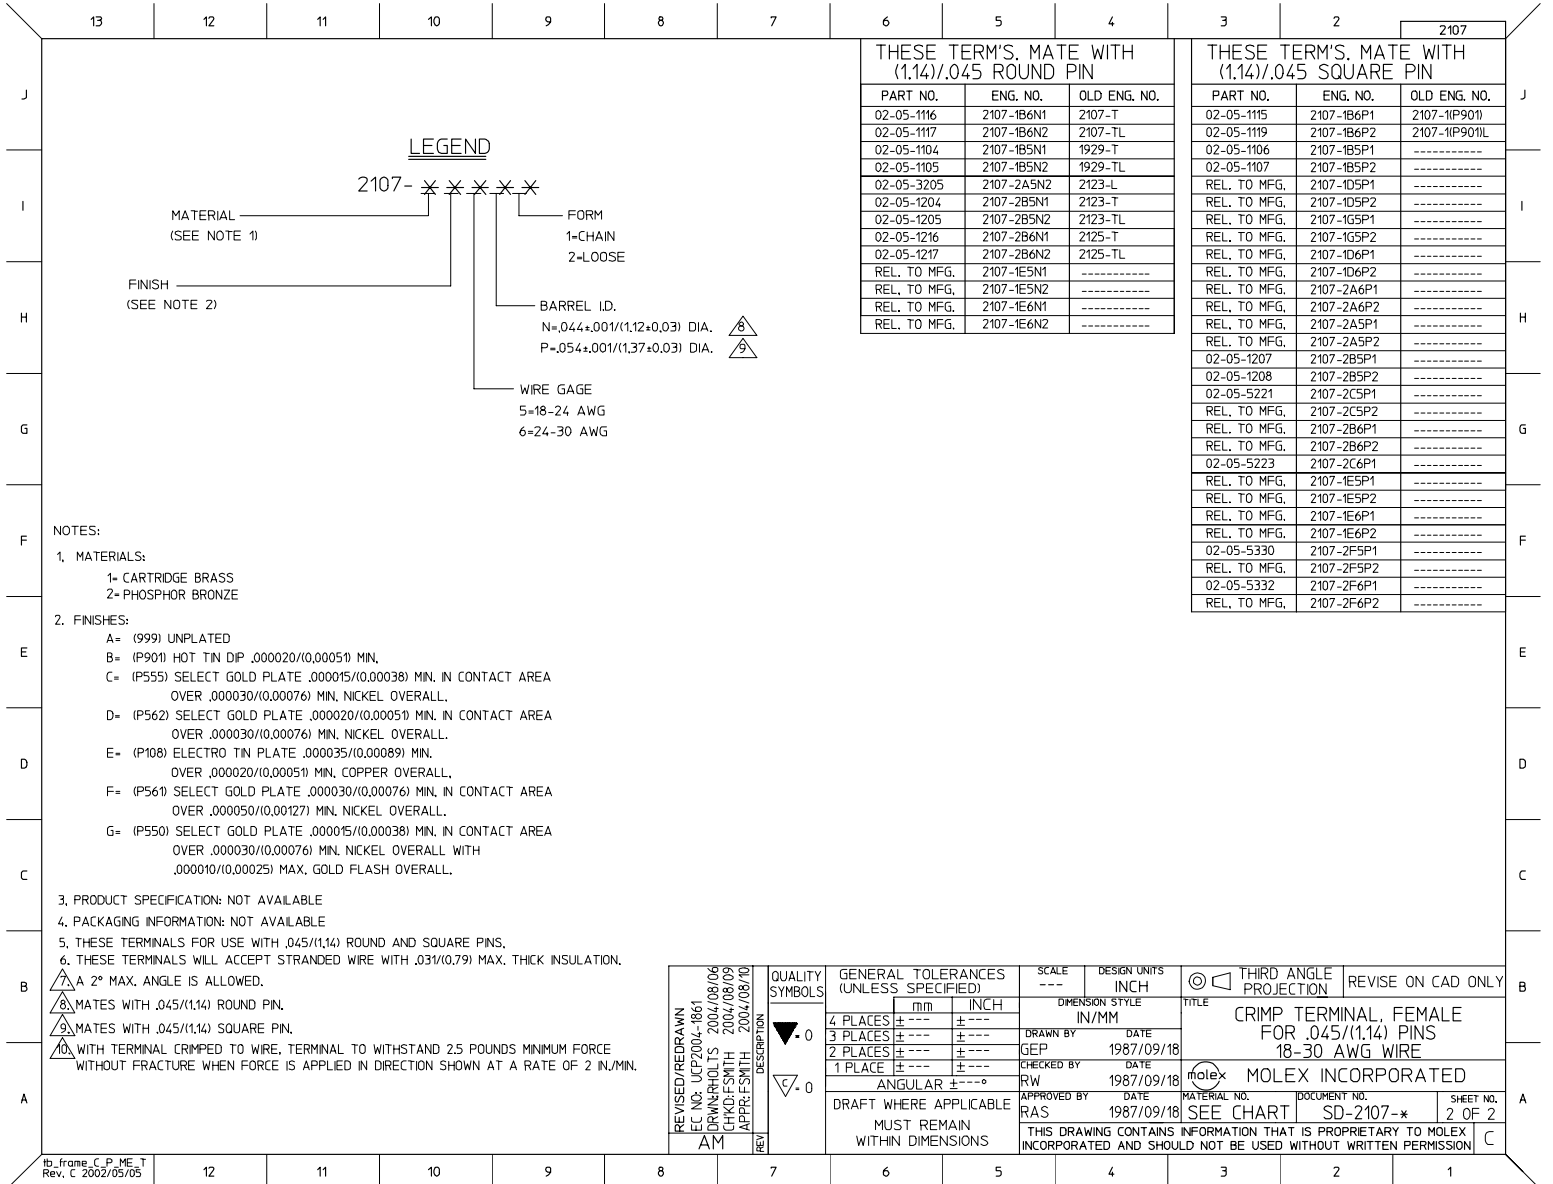 13 12 11 10 9 8 7 6 5 4 3 2
2107
THESE TERM'S. MATE WITH
(1.14)/.045 ROUND PIN
PART NO. ENG. NO. OLD ENG. NO.
02-05-1116 2107-1B6N1 2107-T
02-05-1117 2107-1B6N2 2107-TL
02-05-1104 2107-1B5N1 1929-T
02-05-1105 2107-1B5N2 1929-TL
02-05-3205 2107-2A5N2 2123-L
02-05-1204 2107-2B5N1 2123-T
02-05-1205 2107-2B5N2 2123-TL
02-05-1216 2107-2B6N1 2125-T
02-05-1217 2107-2B6N2 2125-TL
REL. TO MFG. 2107-1E5N1 -----------
REL. TO MFG. 2107-1E5N2 -----------
REL. TO MFG. 2107-1E6N1 -----------
REL. TO MFG. 2107-1E6N2 -----------
THESE TERM'S. MATE WITH
(1.14)/.045 SQUARE PIN
PART NO. ENG. NO. OLD ENG. NO.
02-05-1115 2107-1B6P1 2107-1(P901)
02-05-1119 2107-1B6P2 2107-1(P901)L
02-05-1106 2107-1B5P1 -----------
02-05-1107 2107-1B5P2 -----------
REL. TO MFG. 2107-1D5P1 -----------
REL. TO MFG. 2107-1D5P2 -----------
REL. TO MFG. 2107-1G5P1 -----------
REL. TO MFG. 2107-1G5P2 -----------
REL. TO MFG. 2107-1D6P1 -----------
REL. TO MFG. 2107-1D6P2 -----------
REL. TO MFG. 2107-2A6P1 -----------
REL. TO MFG. 2107-2A6P2 -----------
REL. TO MFG. 2107-2A5P1 -----------
REL. TO MFG. 2107-2A5P2 -----------
02-05-1207 2107-2B5P1 -----------
02-05-1208 2107-2B5P2 -----------
02-05-5221 2107-2C5P1 -----------
REL. TO MFG. 2107-2C5P2 -----------
REL. TO MFG. 2107-2B6P1 -----------
REL. TO MFG. 2107-2B6P2 -----------
02-05-5223 2107-2C6P1 -----------
REL. TO MFG. 2107-1E5P1 -----------
REL. TO MFG. 2107-1E5P2 -----------
REL. TO MFG. 2107-1E6P1 -----------
REL. TO MFG. 2107-1E6P2 -----------
02-05-5330 2107-2F5P1 -----------
REL. TO MFG. 2107-2F5P2 -----------
02-05-5332 2107-2F6P1 -----------
REL. TO MFG. 2107-2F6P2 -----------
J J
I I
H H
G G
F F
E E
D D
C C
B B
A A
LEGEND
2107- * * * * *
MATERIAL
(SEE NOTE 1)
FINISH
(SEE NOTE 2)
FORM
1=CHAIN
2=LOOSE
BARREL I.D.
N=.044±.001/(1.12±0.03) DIA. 8
P=.054±.001/(1.37±0.03) DIA. 9
WIRE GAGE
5=18-24 AWG
6=24-30 AWG
NOTES:
1. MATERIALS:
1= CARTRIDGE BRASS
2= PHOSPHOR BRONZE
2. FINISHES:
A= (999) UNPLATED
B= (P901) HOT TIN DIP .000020/(0.00051) MIN.
C= (P555) SELECT GOLD PLATE .000015/(0.00038) MIN. IN CONTACT AREA
OVER .000030/(0.00076) MIN. NICKEL OVERALL.
D= (P562) SELECT GOLD PLATE .000020/(0.00051) MIN. IN CONTACT AREA
OVER .000030/(0.00076) MIN. NICKEL OVERALL.
E= (P108) ELECTRO TIN PLATE .000035/(0.00089) MIN.
OVER .000020/(0.00051) MIN. COPPER OVERALL.
F= (P561) SELECT GOLD PLATE .000030/(0.00076) MIN. IN CONTACT AREA
OVER .000050/(0.00127) MIN. NICKEL OVERALL.
G= (P550) SELECT GOLD PLATE .000015/(0.00038) MIN. IN CONTACT AREA
OVER .000030/(0.00076) MIN. NICKEL OVERALL WITH
.000010/(0.00025) MAX. GOLD FLASH OVERALL.
3. PRODUCT SPECIFICATION: NOT AVAILABLE
4. PACKAGING INFORMATION: NOT AVAILABLE
5. THESE TERMINALS FOR USE WITH .045/(1.14) ROUND AND SQUARE PINS.
6. THESE TERMINALS WILL ACCEPT STRANDED WIRE WITH .031/(0.79) MAX. THICK INSULATION.
7. A 2° MAX. ANGLE IS ALLOWED.
8. MATES WITH .045/(1.14) ROUND PIN.
9. MATES WITH .045/(1.14) SQUARE PIN.
10. WITH TERMINAL CRIMPED TO WIRE, TERMINAL TO WITHSTAND 2.5 POUNDS MINIMUM FORCE
WITHOUT FRACTURE WHEN FORCE IS APPLIED IN DIRECTION SHOWN AT A RATE OF 2 IN./MIN.
REVISED/REDRAWN
EC NO: UCP2004-1861
DRWN:RHOLTS 2004/08/06
CH'KD:FSMITH 2004/08/09
APPR:FSMITH 2004/08/10
DESCRIPTION
REV
AM
QUALITY
SYMBOLS
=0
C =0
GENERAL TOLERANCES
(UNLESS SPECIFIED)
mm INCH
4 PLACES ±--- ±---
3 PLACES ±--- ±---
2 PLACES ±--- ±---
1 PLACE ±--- ±---
ANGULAR ±---°
DRAFT WHERE APPLICABLE
MUST REMAIN
WITHIN DIMENSIONS
SCALE
---
DESIGN UNITS
INCH
DIMENSION STYLE
IN/MM
DRAWN BY DATE
GEP 1987/09/18
CHECKED BY DATE
RW 1987/09/18
APPROVED BY DATE
RAS 1987/09/18
THIRD ANGLE
PROJECTION
REVISE ON CAD ONLY
TITLE
CRIMP TERMINAL, FEMALE
FOR .045/(1.14) PINS
18-30 AWG WIRE
molex MOLEX INCORPORATED
MATERIAL NO.
SEE CHART
DOCUMENT NO.
SD-2107-*
SHEET NO.
2 OF 2
THIS DRAWING CONTAINS INFORMATION THAT IS PROPRIETARY TO MOLEX
INCORPORATED AND SHOULD NOT BE USED WITHOUT WRITTEN PERMISSION
C
tb_frame_C_P_ME_T
Rev. C 2002/05/05
12 11 10 9 8 7 6 5 4 3 2 1